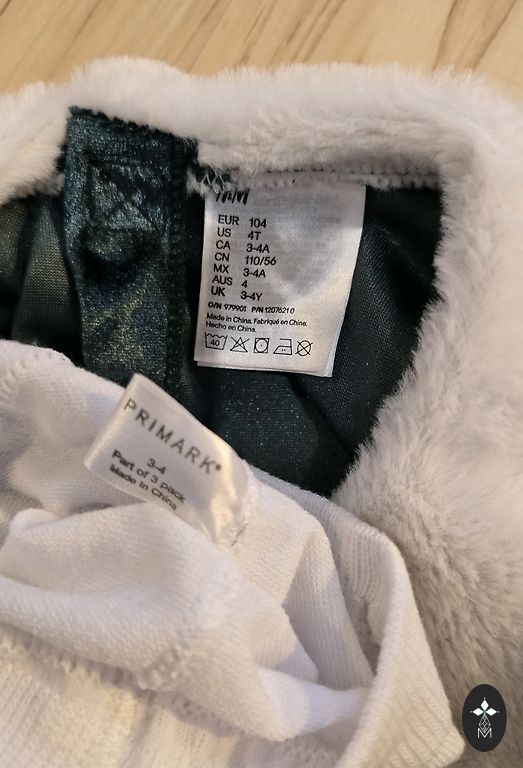 H&M
EUR 104
US 4T
CA 3-4A
CN 110/56
MX 3-4A
AUS 4
UK 3-4Y
O/N 979901 P/N 12076210
Made in China. Fabriqué en Chine.
Hecho en China.
40
PRIMARK®
3-4
Part of 3 pack
Made in China
M